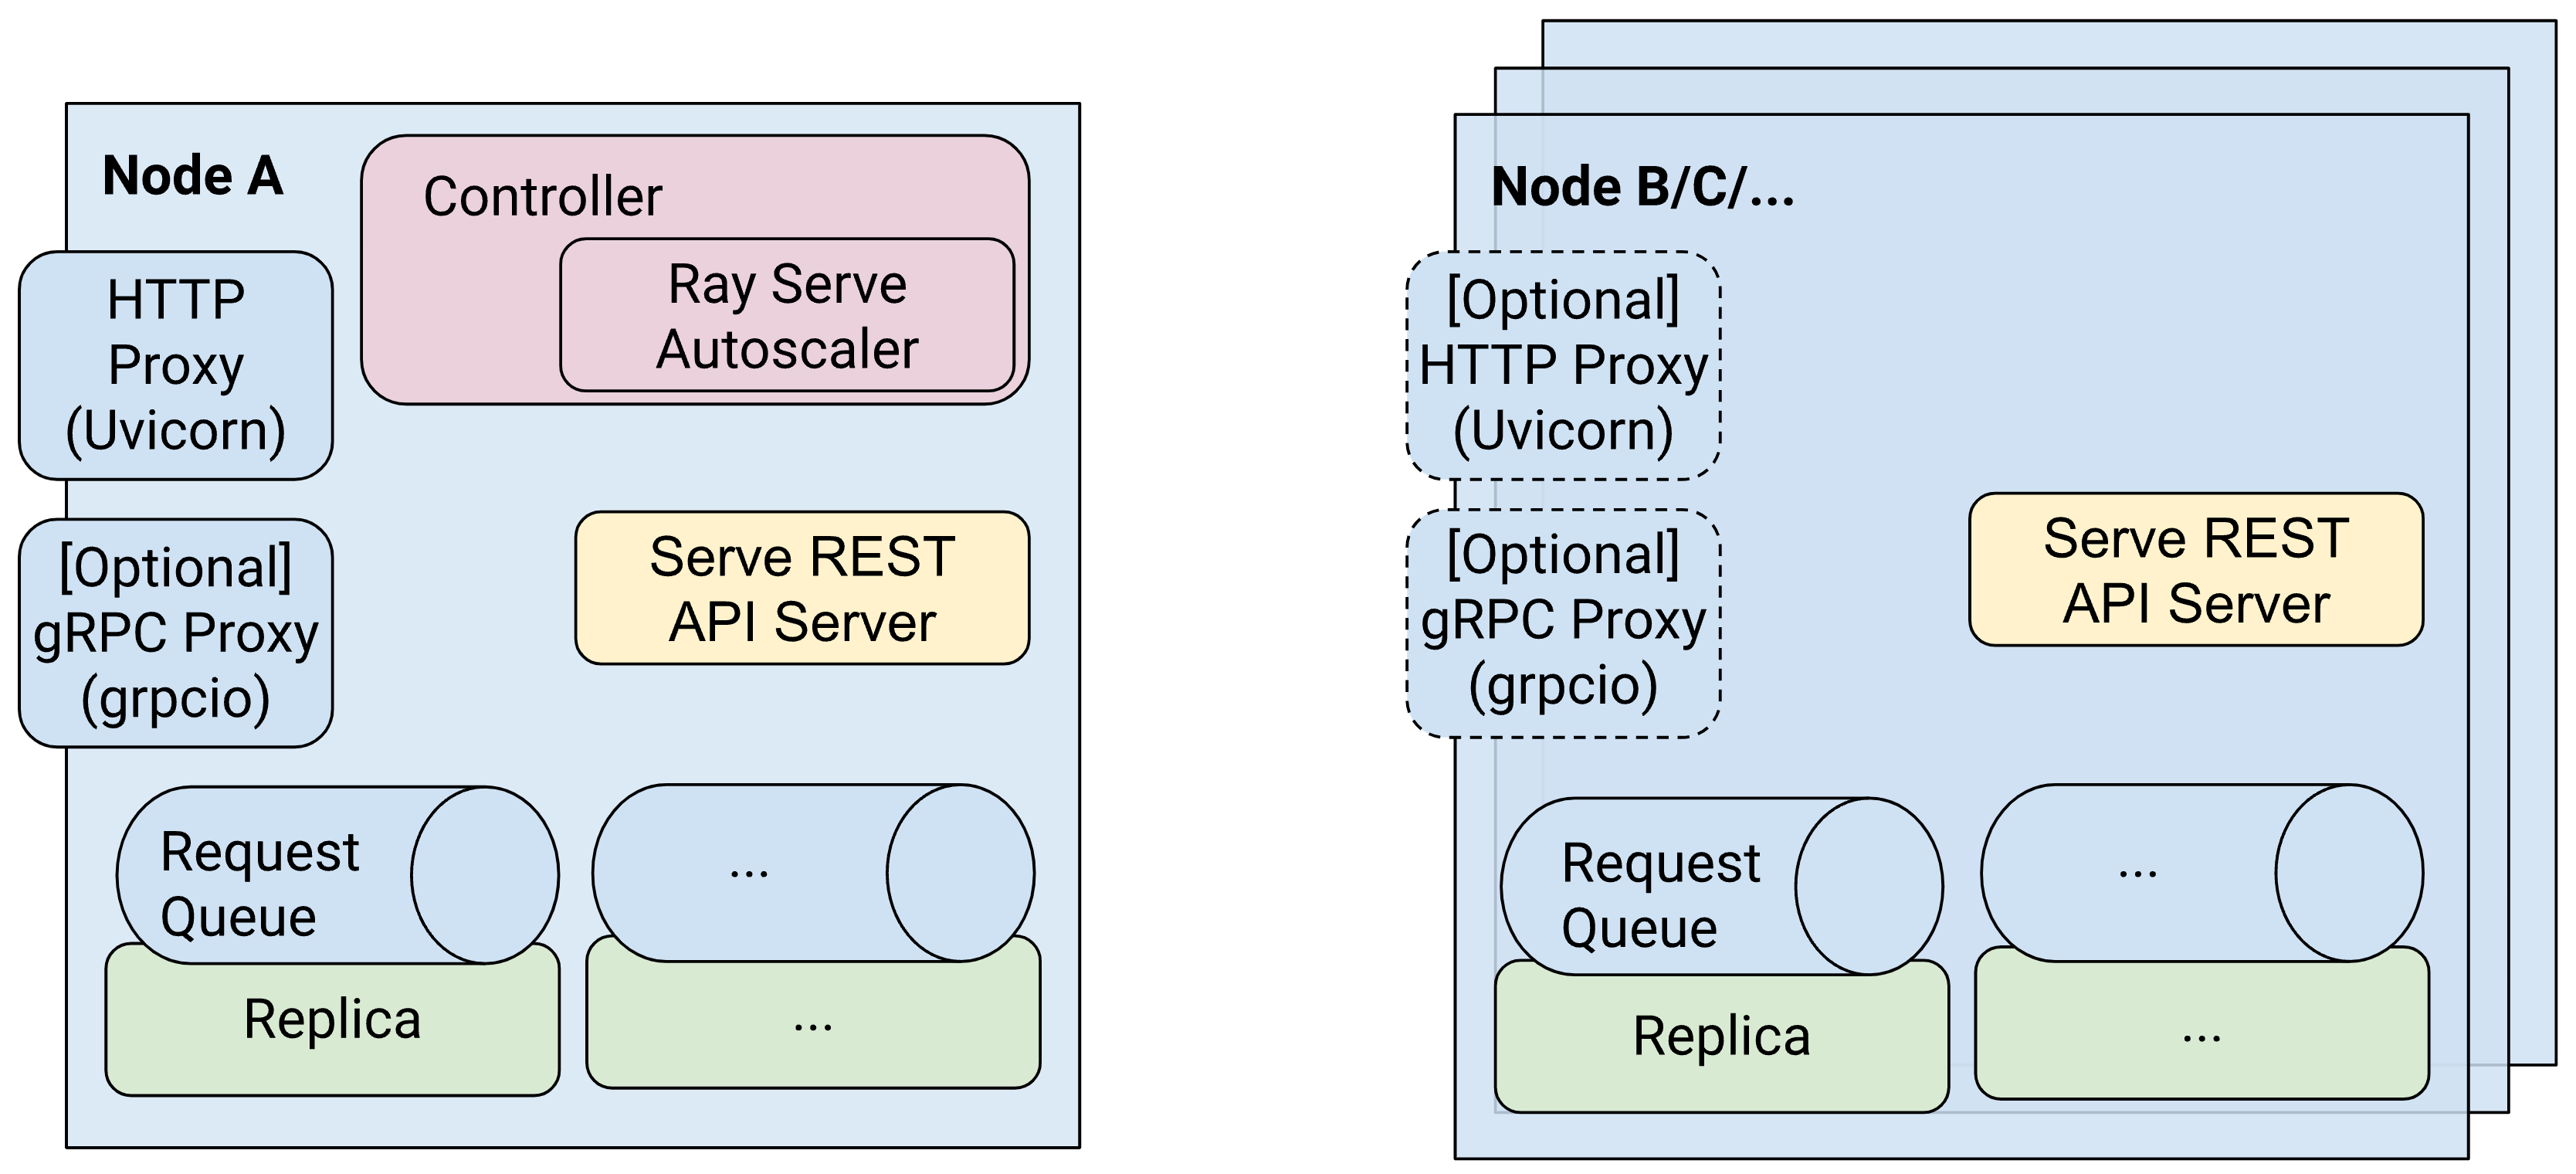 Node A
Controller
Ray Serve
Autoscaler
HTTP
Proxy
(Uvicorn)
[Optional]
gRPC Proxy
(grpcio)
Serve REST
API Server
Request
Queue
...
Replica
...
Node B/C/...
[Optional]
HTTP Proxy
(Uvicorn)
[Optional]
gRPC Proxy
(grpcio)
Serve REST
API Server
Request
Queue
...
Replica
...